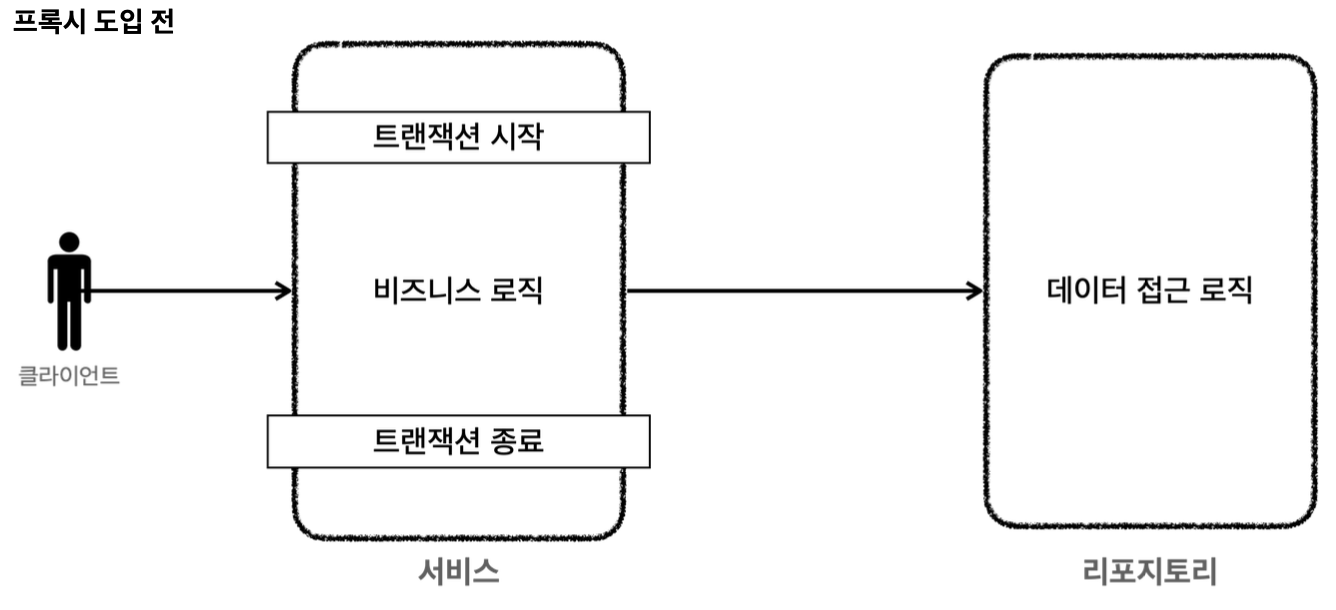 프록시 도입 전
트랜잭션 시작
비즈니스 로직
데이터 접근 로직
클라이언트
트랜잭션 종료
서비스
리포지토리